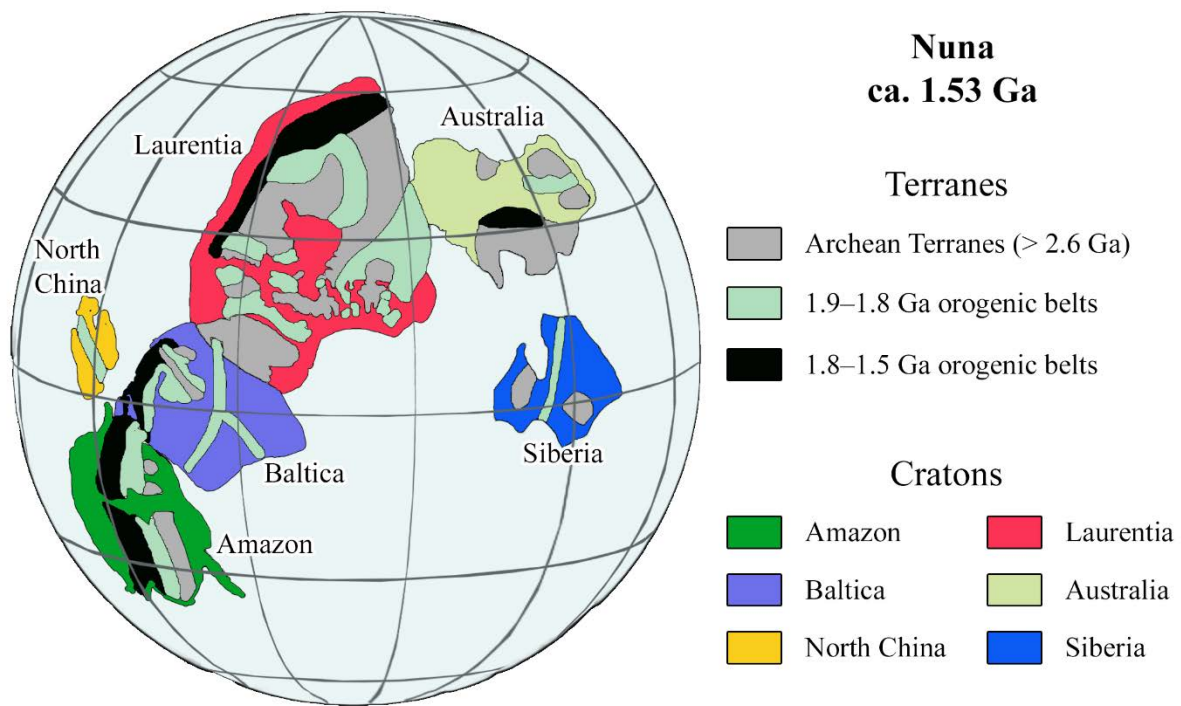 Nuna
ca. 1.53 Ga
Laurentia
Australia
North
China
Baltica
Siberia
Amazon
Terranes
Archean Terranes (> 2.6 Ga)
1.9–1.8 Ga orogenic belts
1.8–1.5 Ga orogenic belts
Cratons
Amazon
Laurentia
Baltica
Australia
North China
Siberia